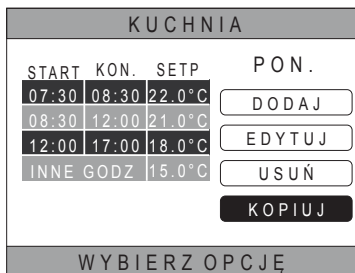 KUCHNIA
START KON. SETP PON.
07:30 08:30 22.0°C
08:30 12:00 21.0°C
12:00 17:00 18.0°C
INNE GODZ 15.0°C
DODAJ
EDYTUJ
USUŃ
KOPIUJ
WYBIERZ OPCJĘ